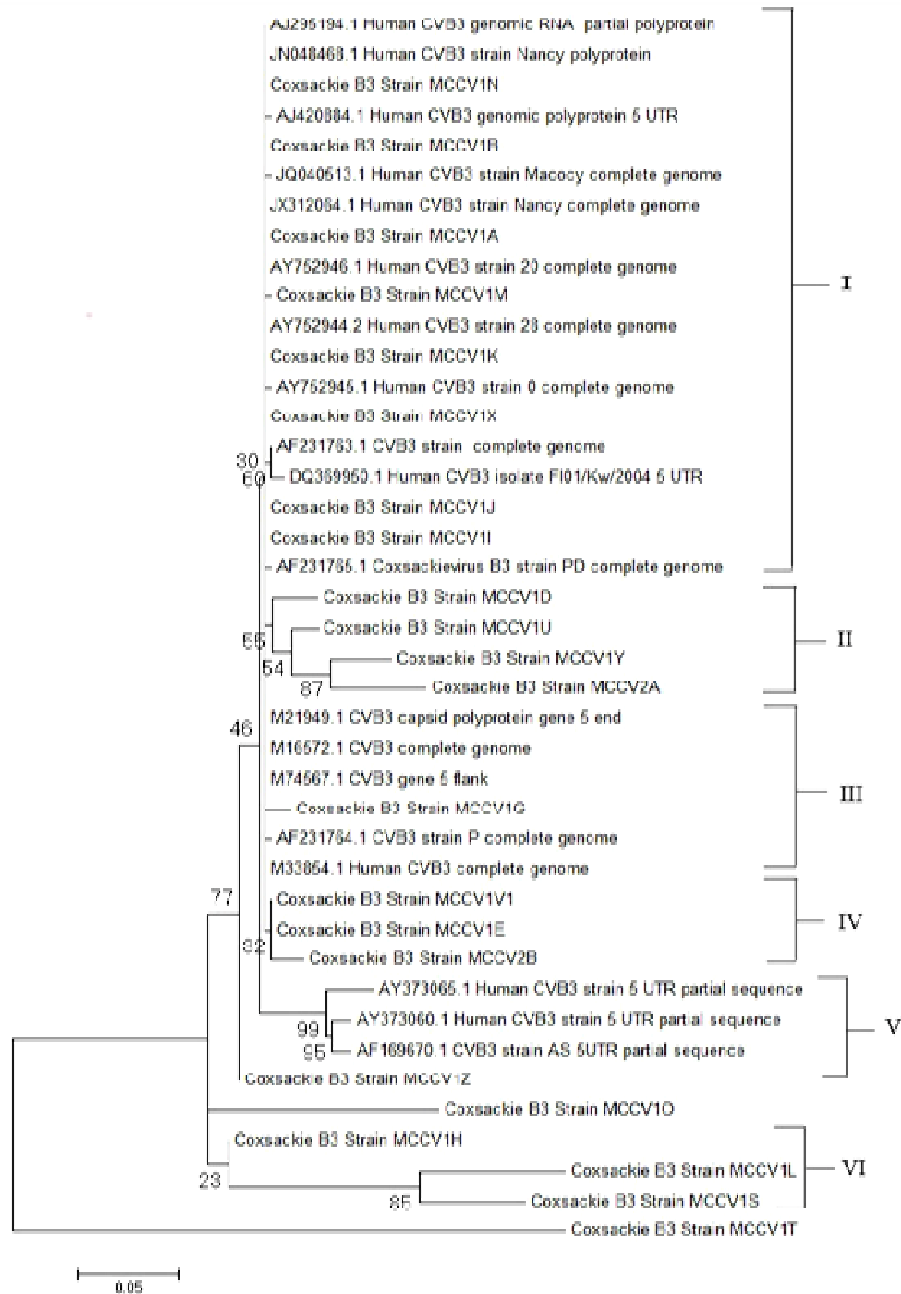 AJ295194.1 Human CVB3 genomic RNA partial polyprotein
JN048468.1 Human CVB3 strain Nancy polyprotein
Coxsackie B3 Strain MCCV1N
AJ420684.1 Human CVB3 genomic polyprotein 5 UTR
Coxsackie B3 Strain
JQ040513.1 Human CVB3 strain Macocy complete genome
JX312064.1 Human CVB3 strain Nancy complete genome
Coxsackie B3 Strain MCCV1A
AY752946.1 Human CVB3 strain 20 complete genome
Coxsackie B3 Strain MCCV1M
AY752944.2 Human CVB3 strain 28 complete genome
Coxsackie B3 Strain MCCV1K
AY752945.1 Human CVB3 strain 0 complete genome
Coxsackie B3 Strain MCCV1X
AF231763.1 CVB3 strain complete genome
30
60
DQ369950.1 Human CVB3 isolate FI01/Kw/2004 5 UTR
Coxsackie B3 Strain MCCV1J
Coxsackie B3 Strain MCCV1I
AF231765.1 Coxsackievirus B3 strain PD complete genome
I
Coxsackie B3 Strain MCCV1D
Coxsackie B3 Strain MCCV1U
Coxsackie B3 Strain MCCV1Y
Coxsackie B3 Strain MCCV2A
54
87
II
M21949.1 CVB3 capsid polyprotein gene 5 end
46
M16572.1 CVB3 complete genome
M74567.1 CVB3 gene 5 flank
Coxsackie B3 Strain
AF231764.1 CVB3 strain P complete genome
M33854.1 Human CVB3 complete genome
III
77
Coxsackie B3 Strain MCCV1V1
Coxsackie B3 Strain MCCV1E
Coxsackie B3 Strain MCCV2B
IV
AY373065.1 Human CVB3 strain 5 UTR partial sequence
AY373060.1 Human CVB3 strain 5 UTR partial sequence
AF169670.1 CVB3 strain AS 5UTR partial sequence
99
95
V
Coxsackie B3 Strain MCCV1Z
Coxsackie B3 Strain MCCV1O
Coxsackie B3 Strain MCCV1H
23
Coxsackie B3 Strain MCCV1L
85
Coxsackie B3 Strain MCCV1S
VI
Coxsackie B3 Strain MCCV1T
0.05